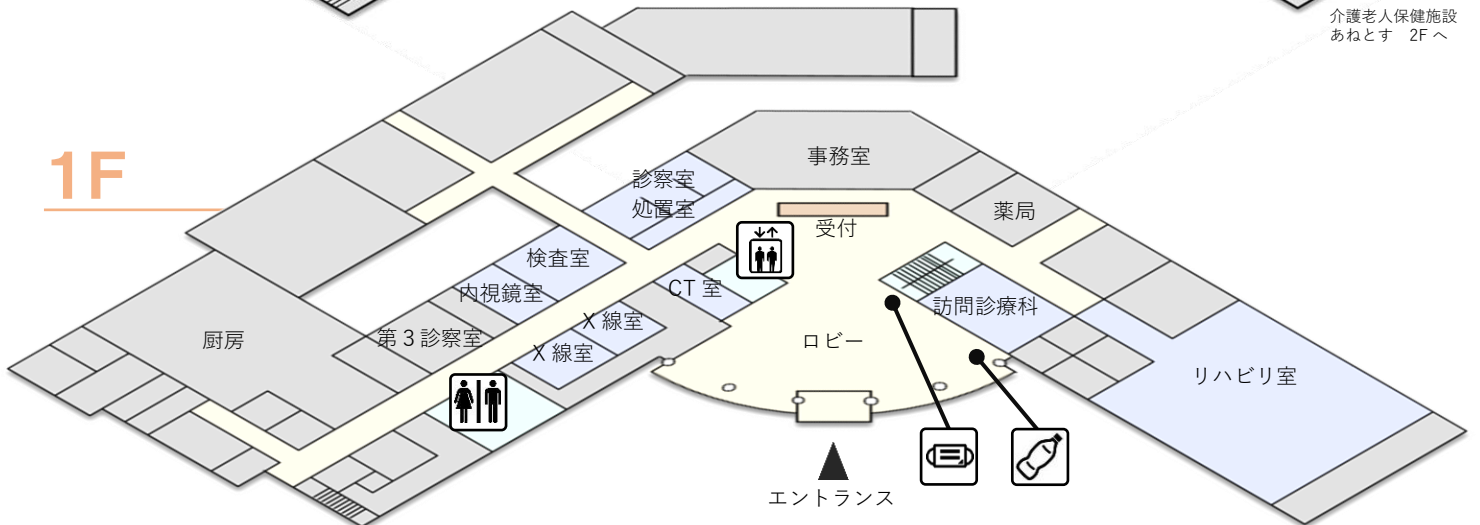 介護老人保健施設
あねとす 2F へ
1F
事務室
診察室
処置室
薬局
受付
検査室
CT 室
内視鏡室
訪問診療科
X 線室
第３診察室
厨房
ロビー
X 線室
リハビリ室
エントランス